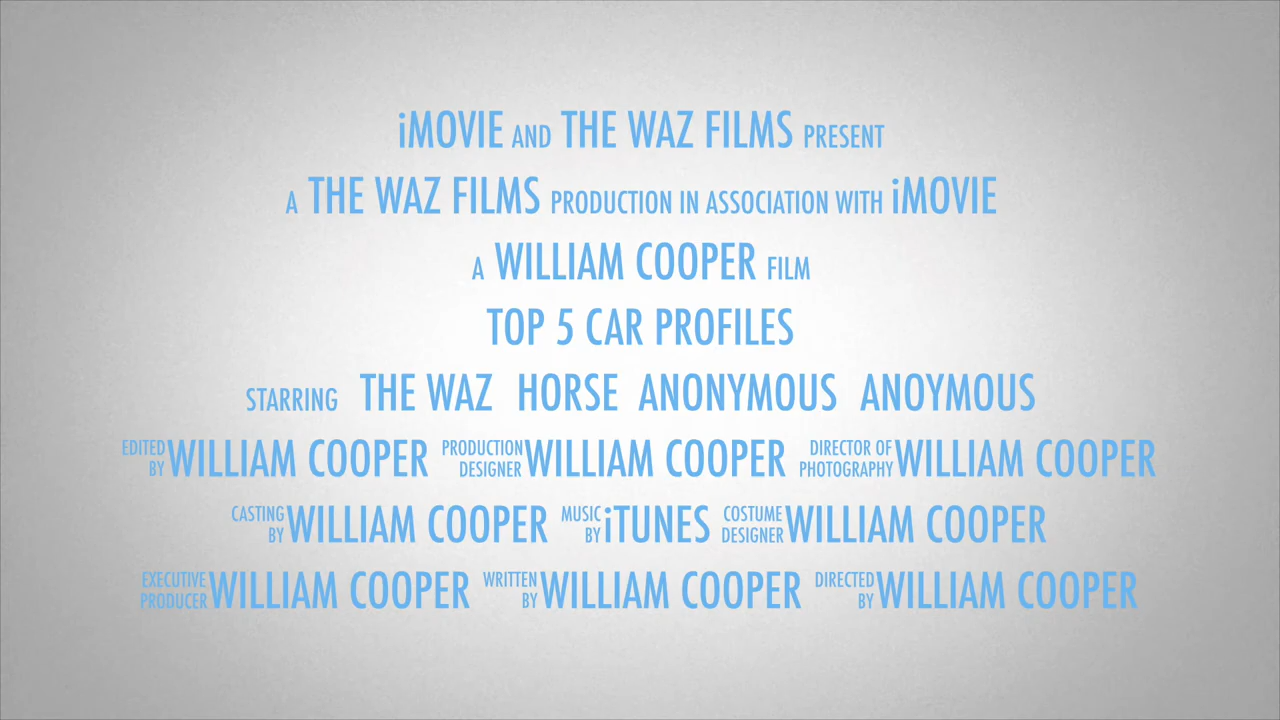 iMOVIE AND THE WAZ FILMS PRESENT
A THE WAZ FILMS PRODUCTION IN ASSOCIATION WITH iMOVIE
A WILLIAM COOPER FILM
TOP 5 CAR PROFILES
STARRING THE WAZ HORSE ANONYMOUS ANOYMOUS
EDITED BY WILLIAM COOPER PRODUCTION DESIGNER WILLIAM COOPER DIRECTOR OF PHOTOGRAPHY WILLIAM COOPER
CASTING BY WILLIAM COOPER MUSIC BY iTUNES COSTUME DESIGNER WILLIAM COOPER
EXECUTIVE PRODUCER WILLIAM COOPER WRITTEN BY WILLIAM COOPER DIRECTED BY WILLIAM COOPER